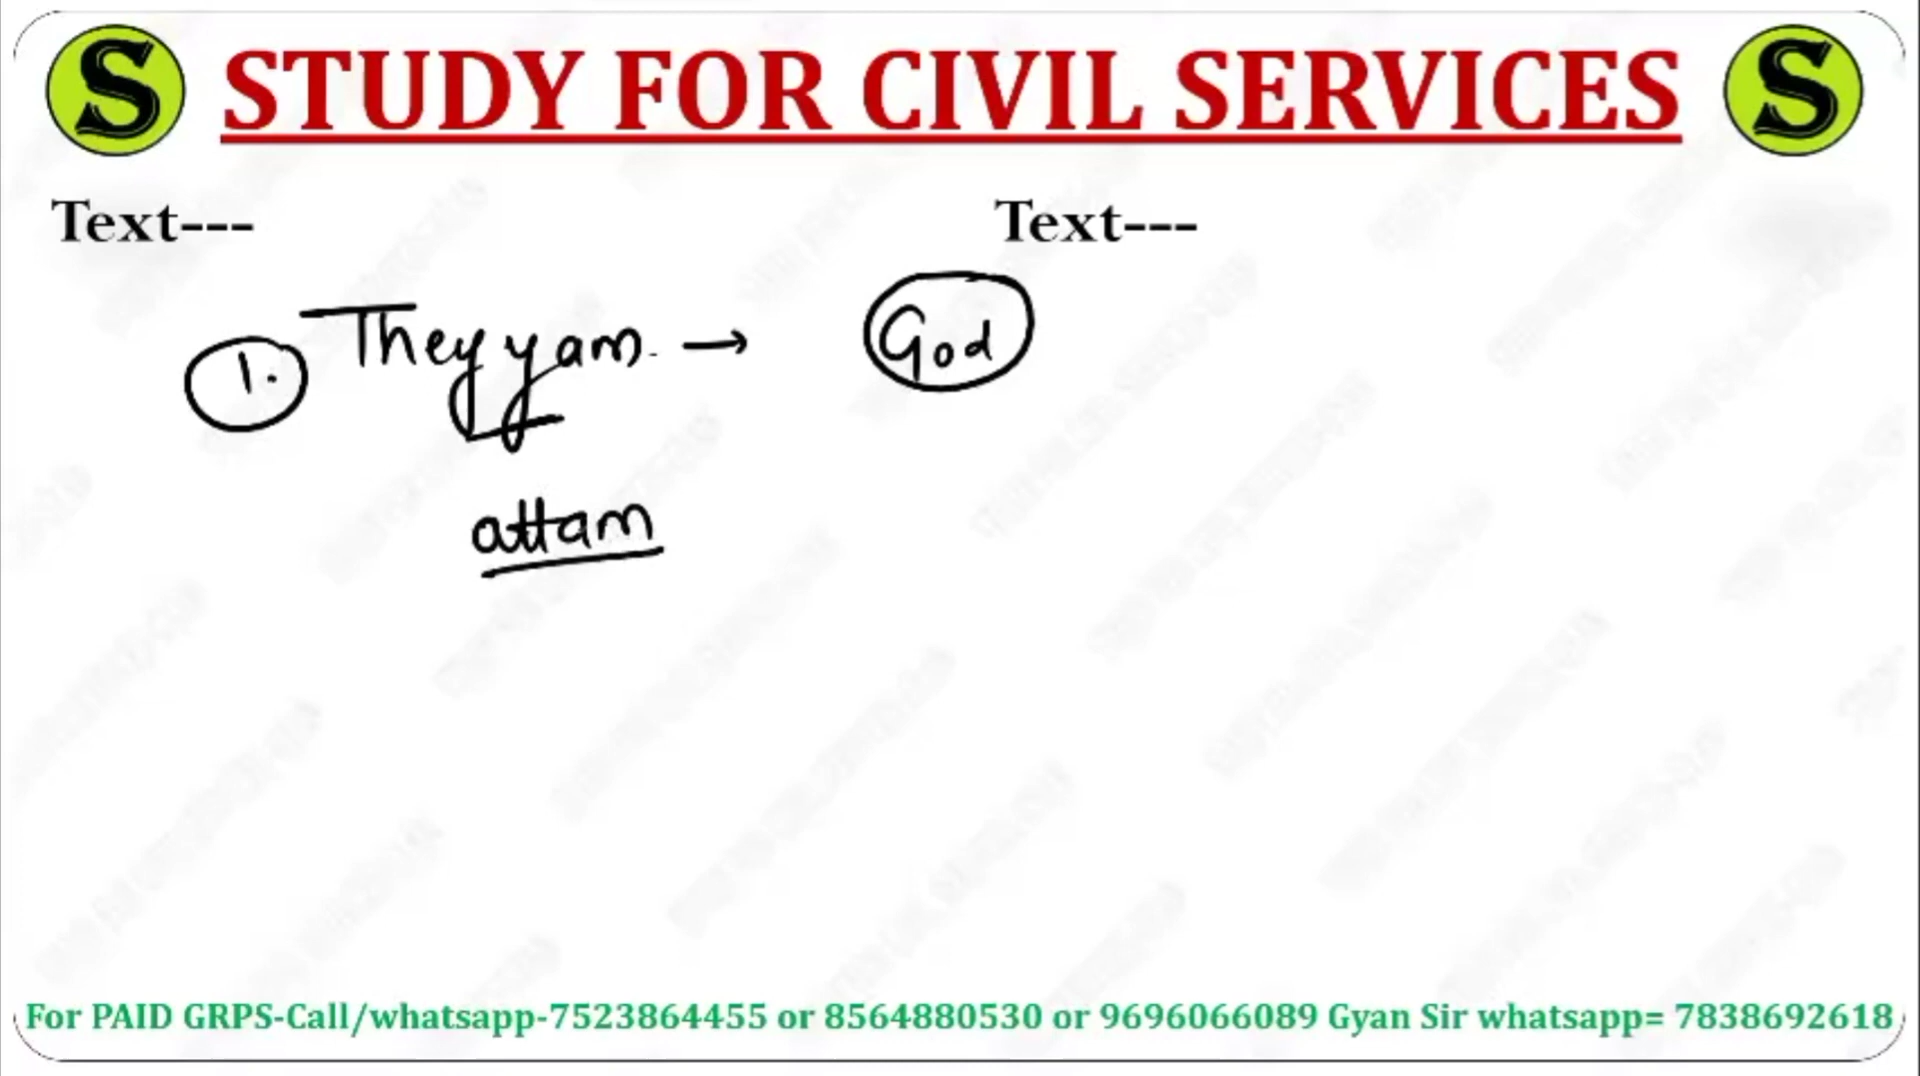 S STUDY FOR CIVIL SERVICES S
Text--- Text---
1. Theyyam. → God
attam
For PAID GRPS-Call/whatsapp-7523864455 or 8564880530 or 9696066089 Gyan Sir whatsapp= 7838692618